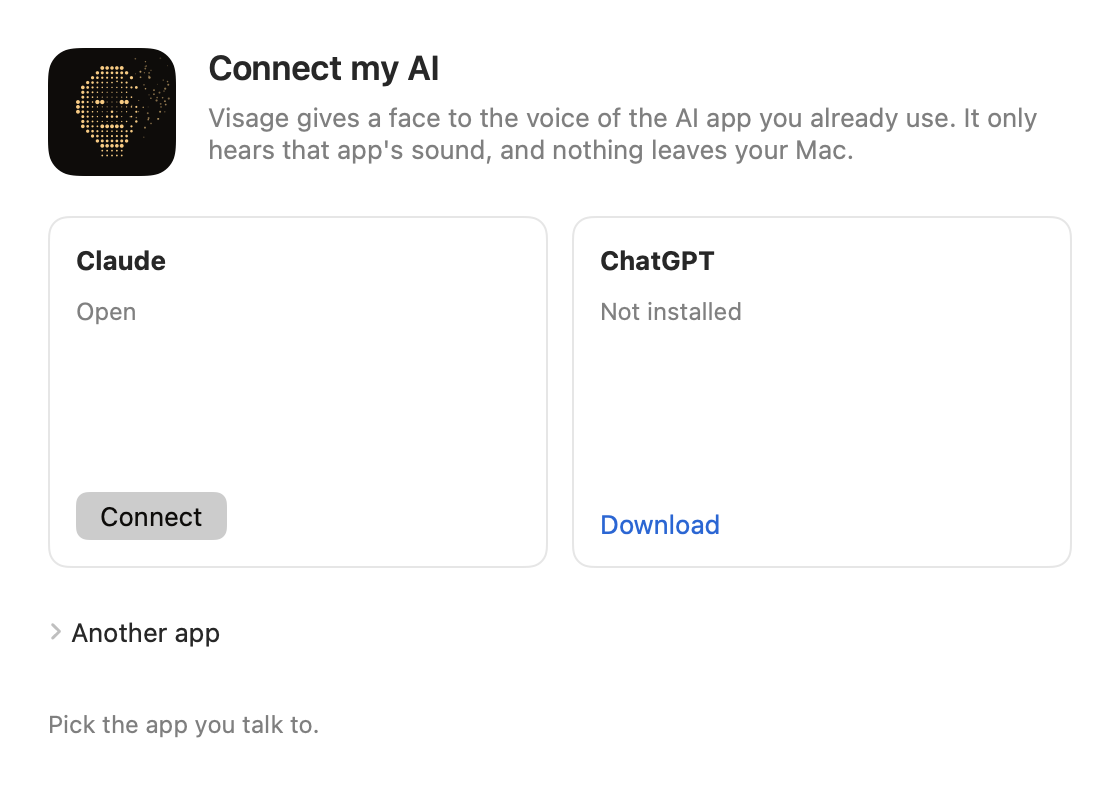 Connect my AI
Visage gives a face to the voice of the AI app you already use. It only
hears that app's sound, and nothing leaves your Mac.
Claude
Open
Connect
ChatGPT
Not installed
Download
Another app
Pick the app you talk to.